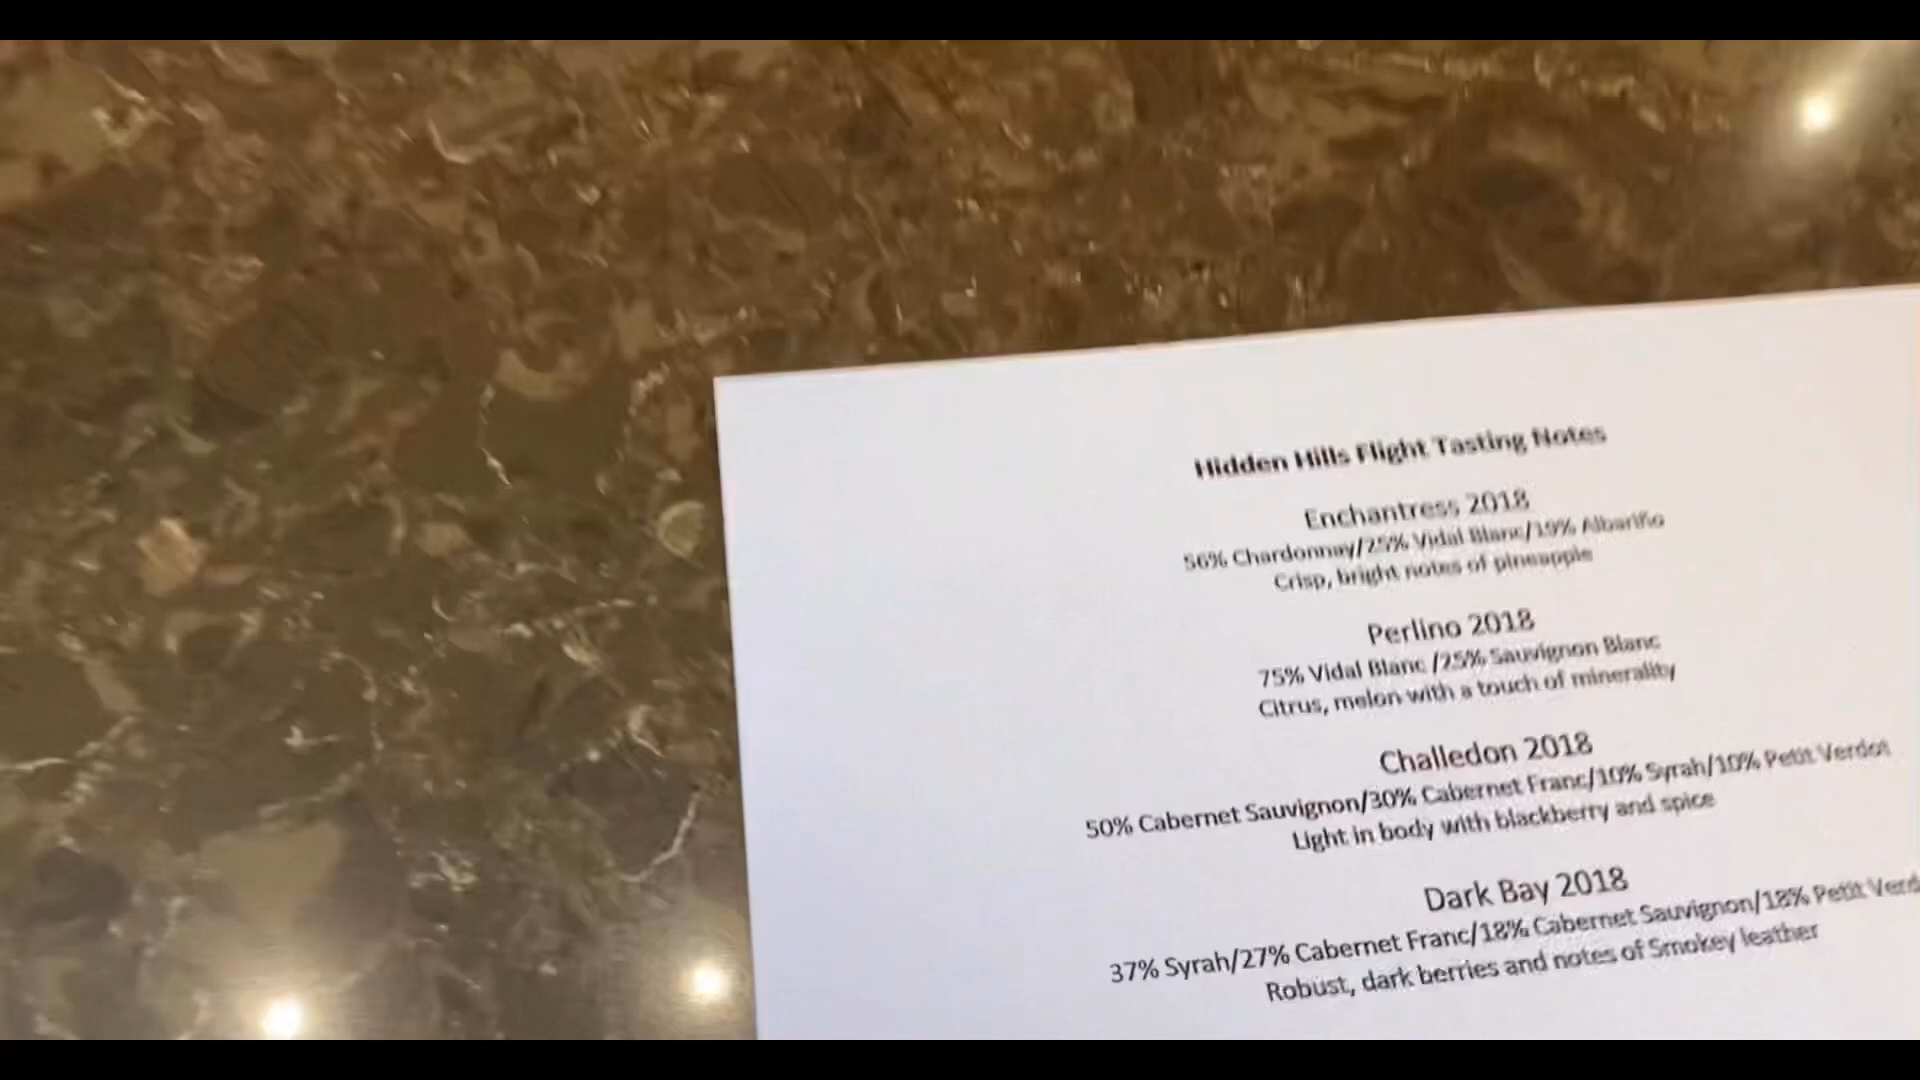 Hidden Hills Flight Tasting Notes
Enchantress 2018
56% Chardonnay/25% Vidal Blanc/19% Albariño
Crisp, bright notes of pineapple
Perlino 2018
75% Vidal Blanc /25% Sauvignon Blanc
Citrus, melon with a touch of minerality
Challedon 2018
50% Cabernet Sauvignon/30% Cabernet Franc/10% Syrah/10% Petit Verdot
Light in body with blackberry and spice
Dark Bay 2018
37% Syrah/27% Cabernet Franc/18% Cabernet Sauvignon/18% Petit Verd
Robust, dark berries and notes of Smokey leather